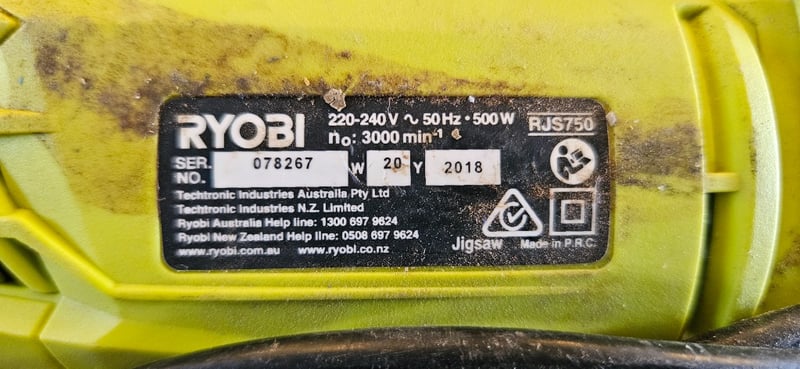 RYOBI
220-240 V ~ 50 Hz • 500 W
RJS750
no: 3000 min-1
SER. NO. 078267 W 20 Y 2018
Techtronic Industries Australia Pty Ltd
Techtronic Industries N.Z. Limited
Ryobi Australia Help line: 1300 697 9624
Ryobi New Zealand Help line: 0508 697 9624
www.ryobi.com.au www.ryobi.co.nz
Jigsaw
Made in P.R.C.